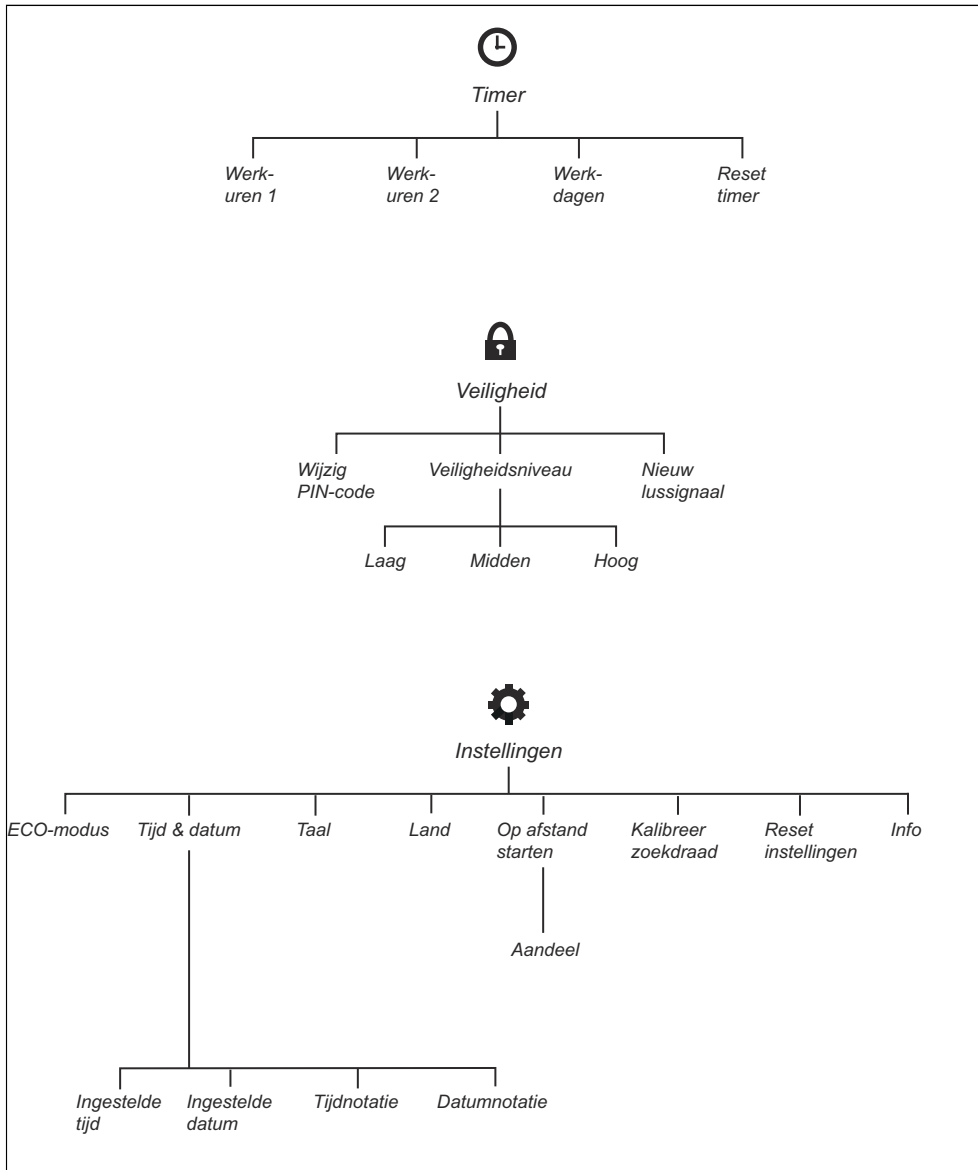 Timer
Werk-
uren 1
Werk-
uren 2
Werk-
dagen
Reset
timer
Veiligheid
Wijzig
PIN-code
Veiligheidsniveau
Nieuw
lussignaal
Laag
Midden
Hoog
Instellingen
ECO-modus
Tijd & datum
Taal
Land
Op afstand
starten
Kalibreer
zoekdraad
Reset
instellingen
Info
Aandeel
Ingestelde
tijd
Ingestelde
datum
Tijdnotatie
Datumnotatie